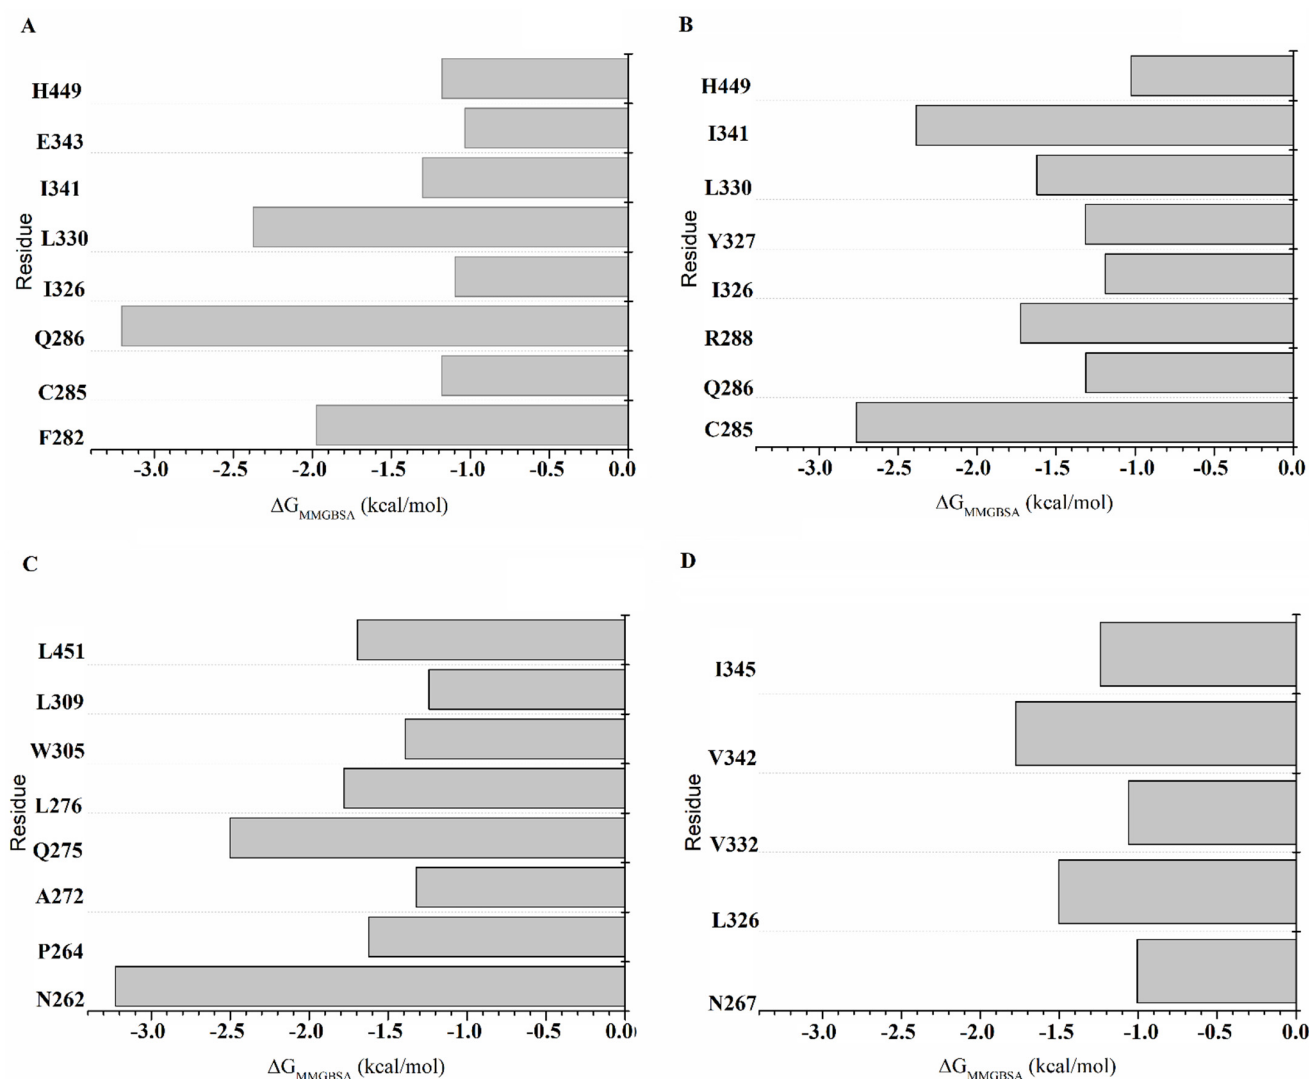 A
H449
E343
I341
L330
I326
Q286
C285
F282
Residue
-3.0 -2.5 -2.0 -1.5 -1.0 -0.5 0.0
ΔG_MMGBSA (kcal/mol)
B
H449
I341
L330
Y327
I326
R288
Q286
C285
Residue
-3.0 -2.5 -2.0 -1.5 -1.0 -0.5 0.0
ΔG_MMGBSA (kcal/mol)
C
L451
L309
W305
L276
Q275
A272
P264
N262
Residue
-3.0 -2.5 -2.0 -1.5 -1.0 -0.5 0.0
ΔG_MMGBSA (kcal/mol)
D
I345
V342
V332
L326
N267
Residue
-3.0 -2.5 -2.0 -1.5 -1.0 -0.5 0.0
ΔG_MMGBSA (kcal/mol)